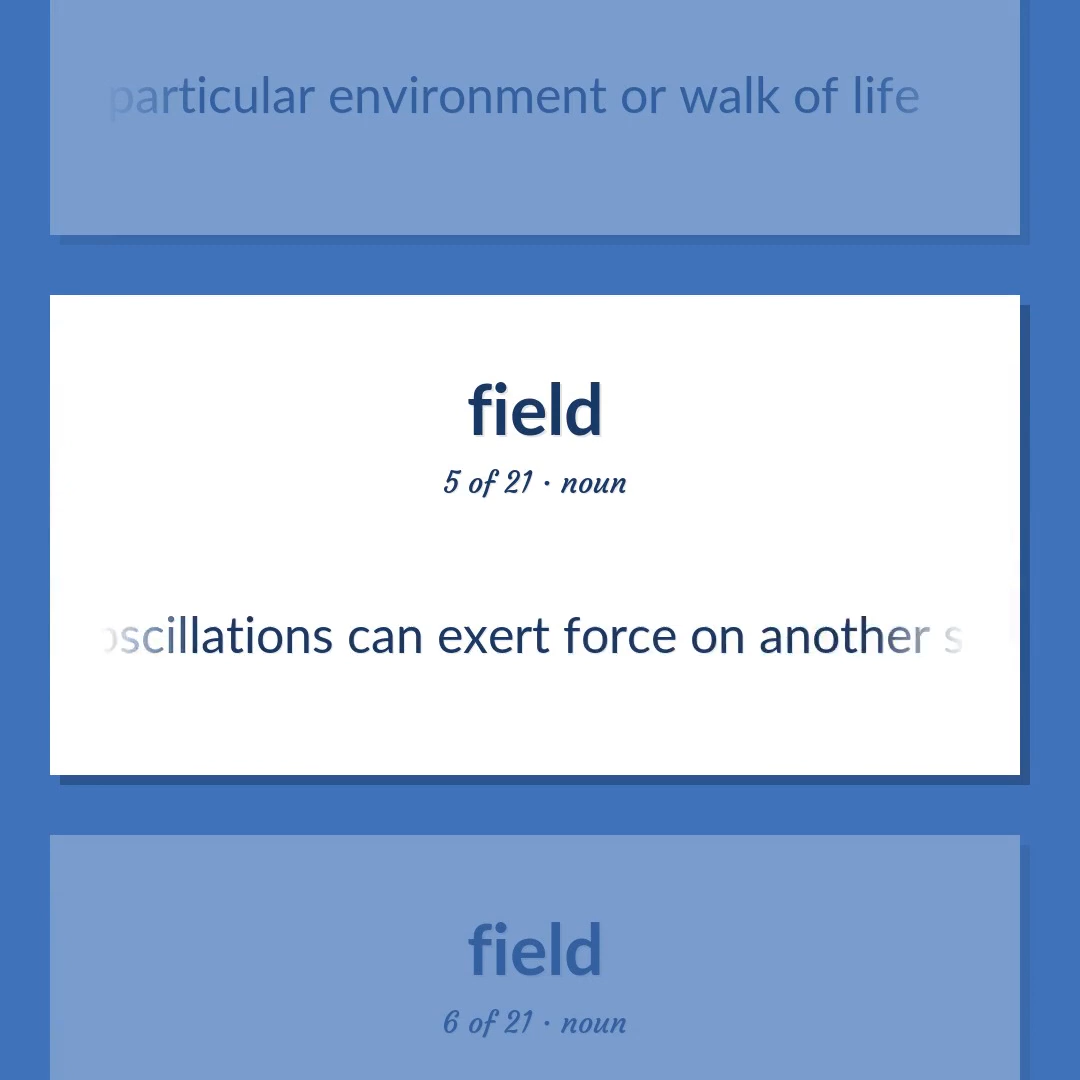 particular environment or walk of life
field
5 of 21 · noun
oscillations can exert force on another s
field
6 of 21 · noun